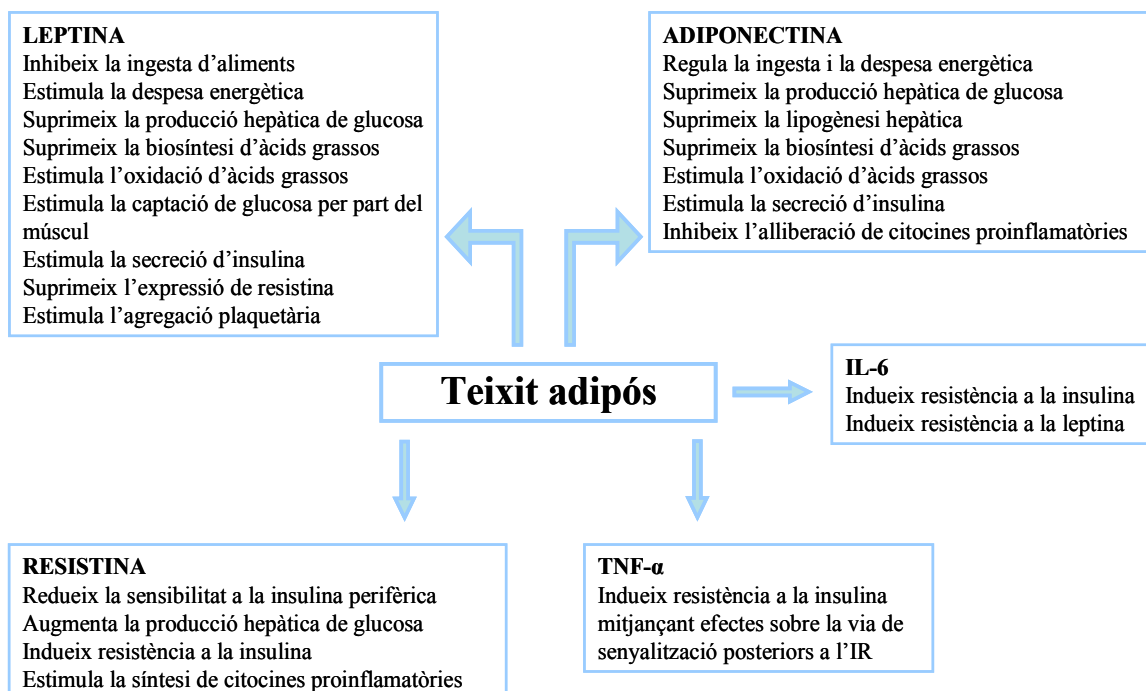 LEPTINA
Inhibeix la ingesta d’aliments
Estimula la despesa energètica
Suprimeix la producció hepàtica de glucosa
Suprimeix la biosíntesi d’àcids grassos
Estimula l’oxidació d’àcids grassos
Estimula la captació de glucosa per part del
múscul
Estimula la secreció d’insulina
Suprimeix l’expressió de resistina
Estimula l’agregació plaquetària
ADIPONECTINA
Regula la ingesta i la despesa energètica
Suprimeix la producció hepàtica de glucosa
Suprimeix la lipogènesi hepàtica
Suprimeix la biosíntesi d’àcids grassos
Estimula l’oxidació d’àcids grassos
Estimula la secreció d’insulina
Inhibeix l’alliberació de citocines proinflamatòries
Teixit adipós
IL-6
Indueix resistència a la insulina
Indueix resistència a la leptina
RESISTINA
Redueix la sensibilitat a la insulina perifèrica
Augmenta la producció hepàtica de glucosa
Indueix resistència a la insulina
Estimula la síntesi de citocines proinflamatòries
TNF-α
Indueix resistència a la insulina
mitjançant efectes sobre la via de
senyalització posteriors a l’IR